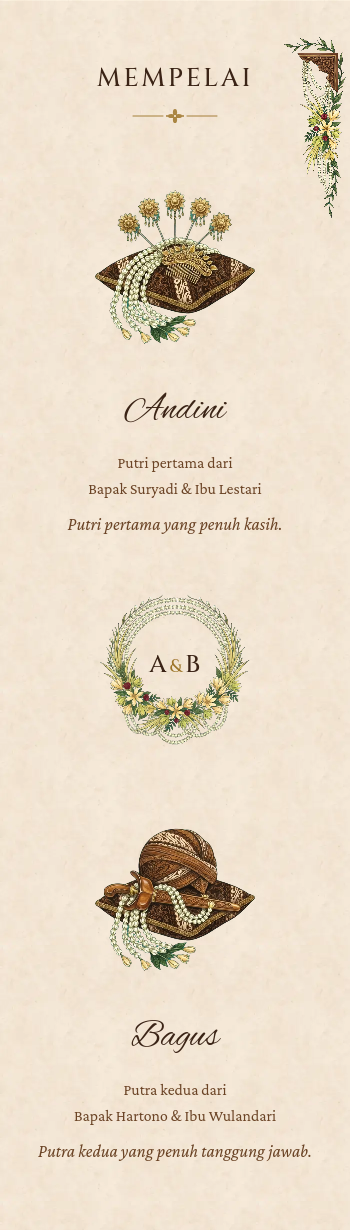 MEMPELAI
Andini
Putri pertama dari
Bapak Suryadi & Ibu Lestari
Putri pertama yang penuh kasih.
A&B
Bagus
Putra kedua dari
Bapak Hartono & Ibu Wulandari
Putra kedua yang penuh tanggung jawab.